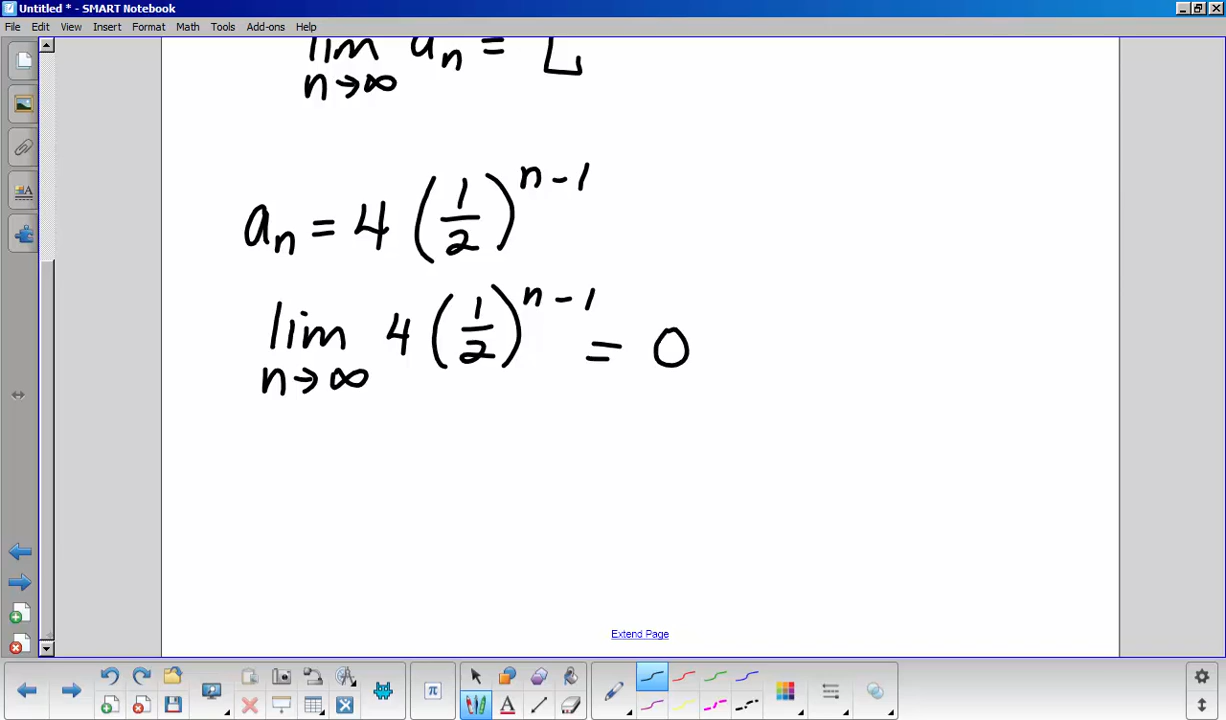 Untitled * - SMART Notebook
File Edit View Insert Format Math Tools Add-ons Help
lim aₙ = L
n→∞
aₙ = 4(1/2)ⁿ⁻¹
lim 4(1/2)ⁿ⁻¹ = 0
n→∞
Extend Page